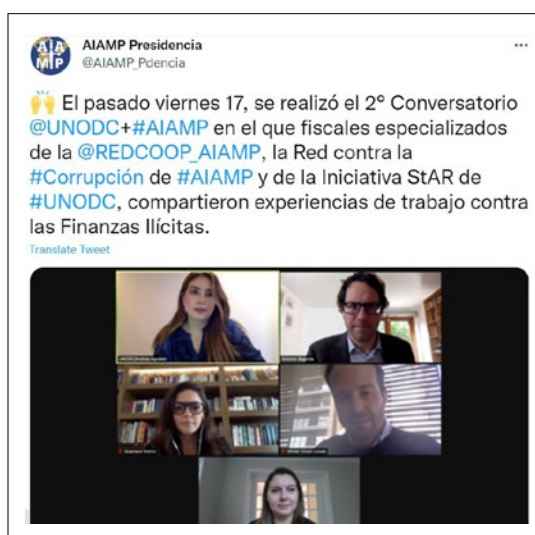 AIAMP Presidencia
@AIAMP_Pdencia
El pasado viernes 17, se realizó el 2° Conversatorio
@UNODC+#AIAMP en el que fiscales especializados
de la @REDCOOP_AIAMP, la Red contra la
#Corrupción de #AIAMP y de la Iniciativa StAR de
#UNODC, compartieron experiencias de trabajo contra
las Finanzas Ilícitas.
Translate Tweet